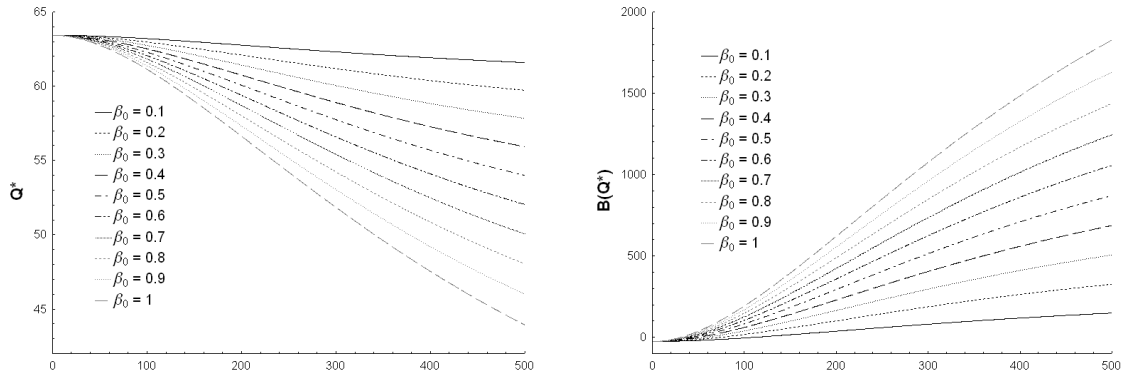 65
60
55
50
45
Q*
β0 = 0.1
β0 = 0.2
β0 = 0.3
β0 = 0.4
β0 = 0.5
β0 = 0.6
β0 = 0.7
β0 = 0.8
β0 = 0.9
β0 = 1
0 100 200 300 400 500
2000
1500
1000
500
0
B(Q*)
β0 = 0.1
β0 = 0.2
β0 = 0.3
β0 = 0.4
β0 = 0.5
β0 = 0.6
β0 = 0.7
β0 = 0.8
β0 = 0.9
β0 = 1
0 100 200 300 400 500